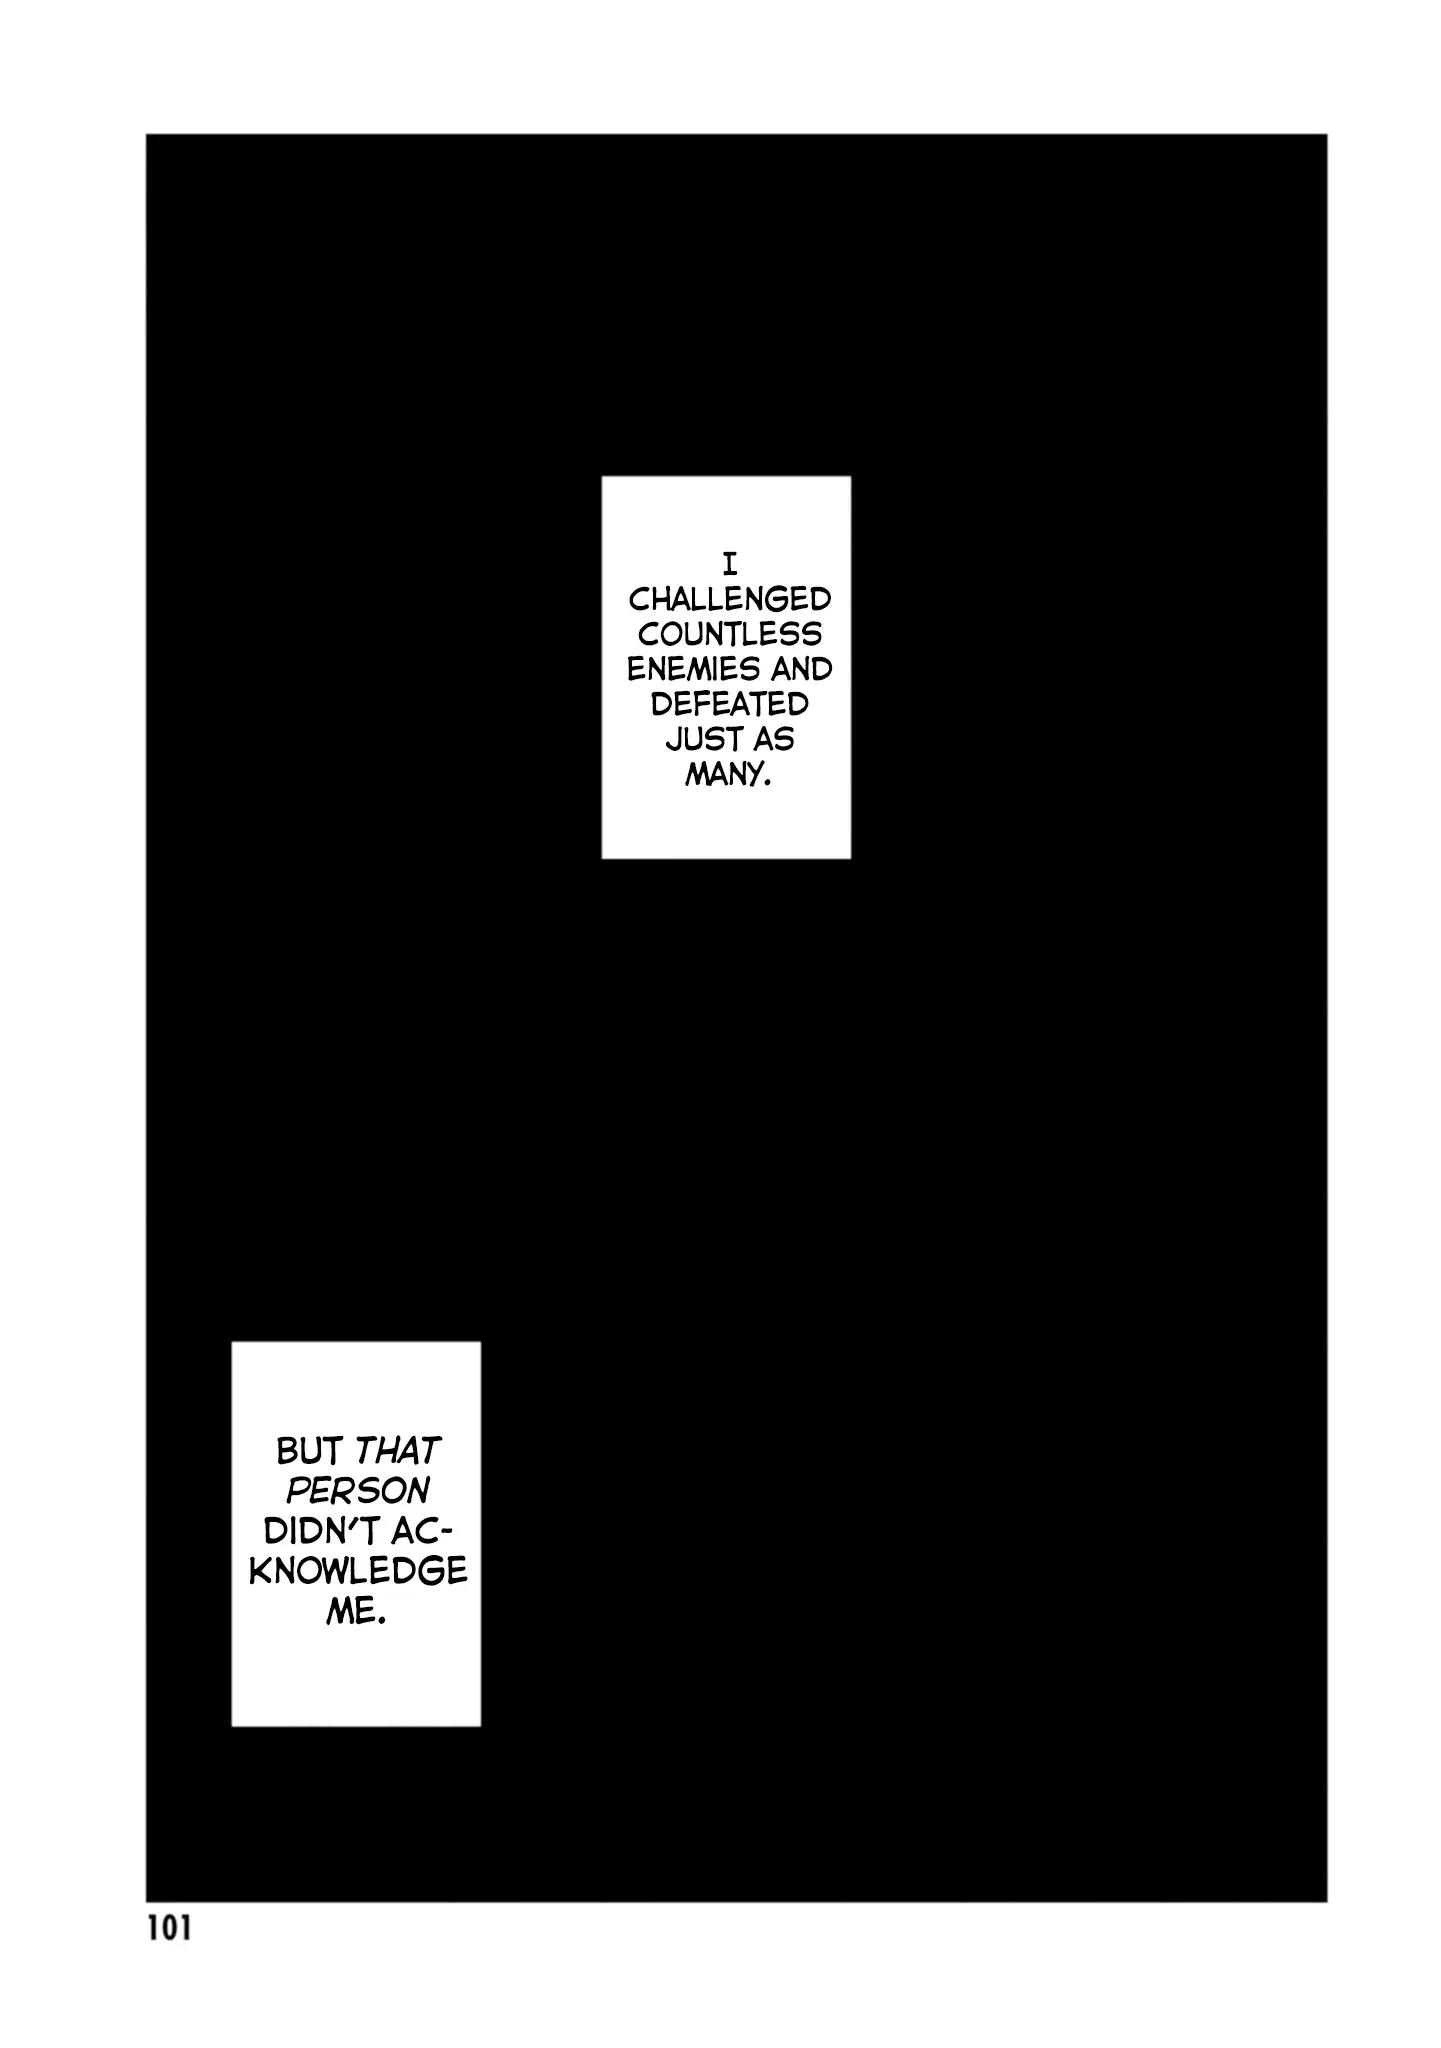 I
CHALLENGED
COUNTLESS
ENEMIES AND
DEFEATED
JUST AS
MANY.
BUT THAT
PERSON
DIDN'T AC-
KNOWLEDGE
ME.
101